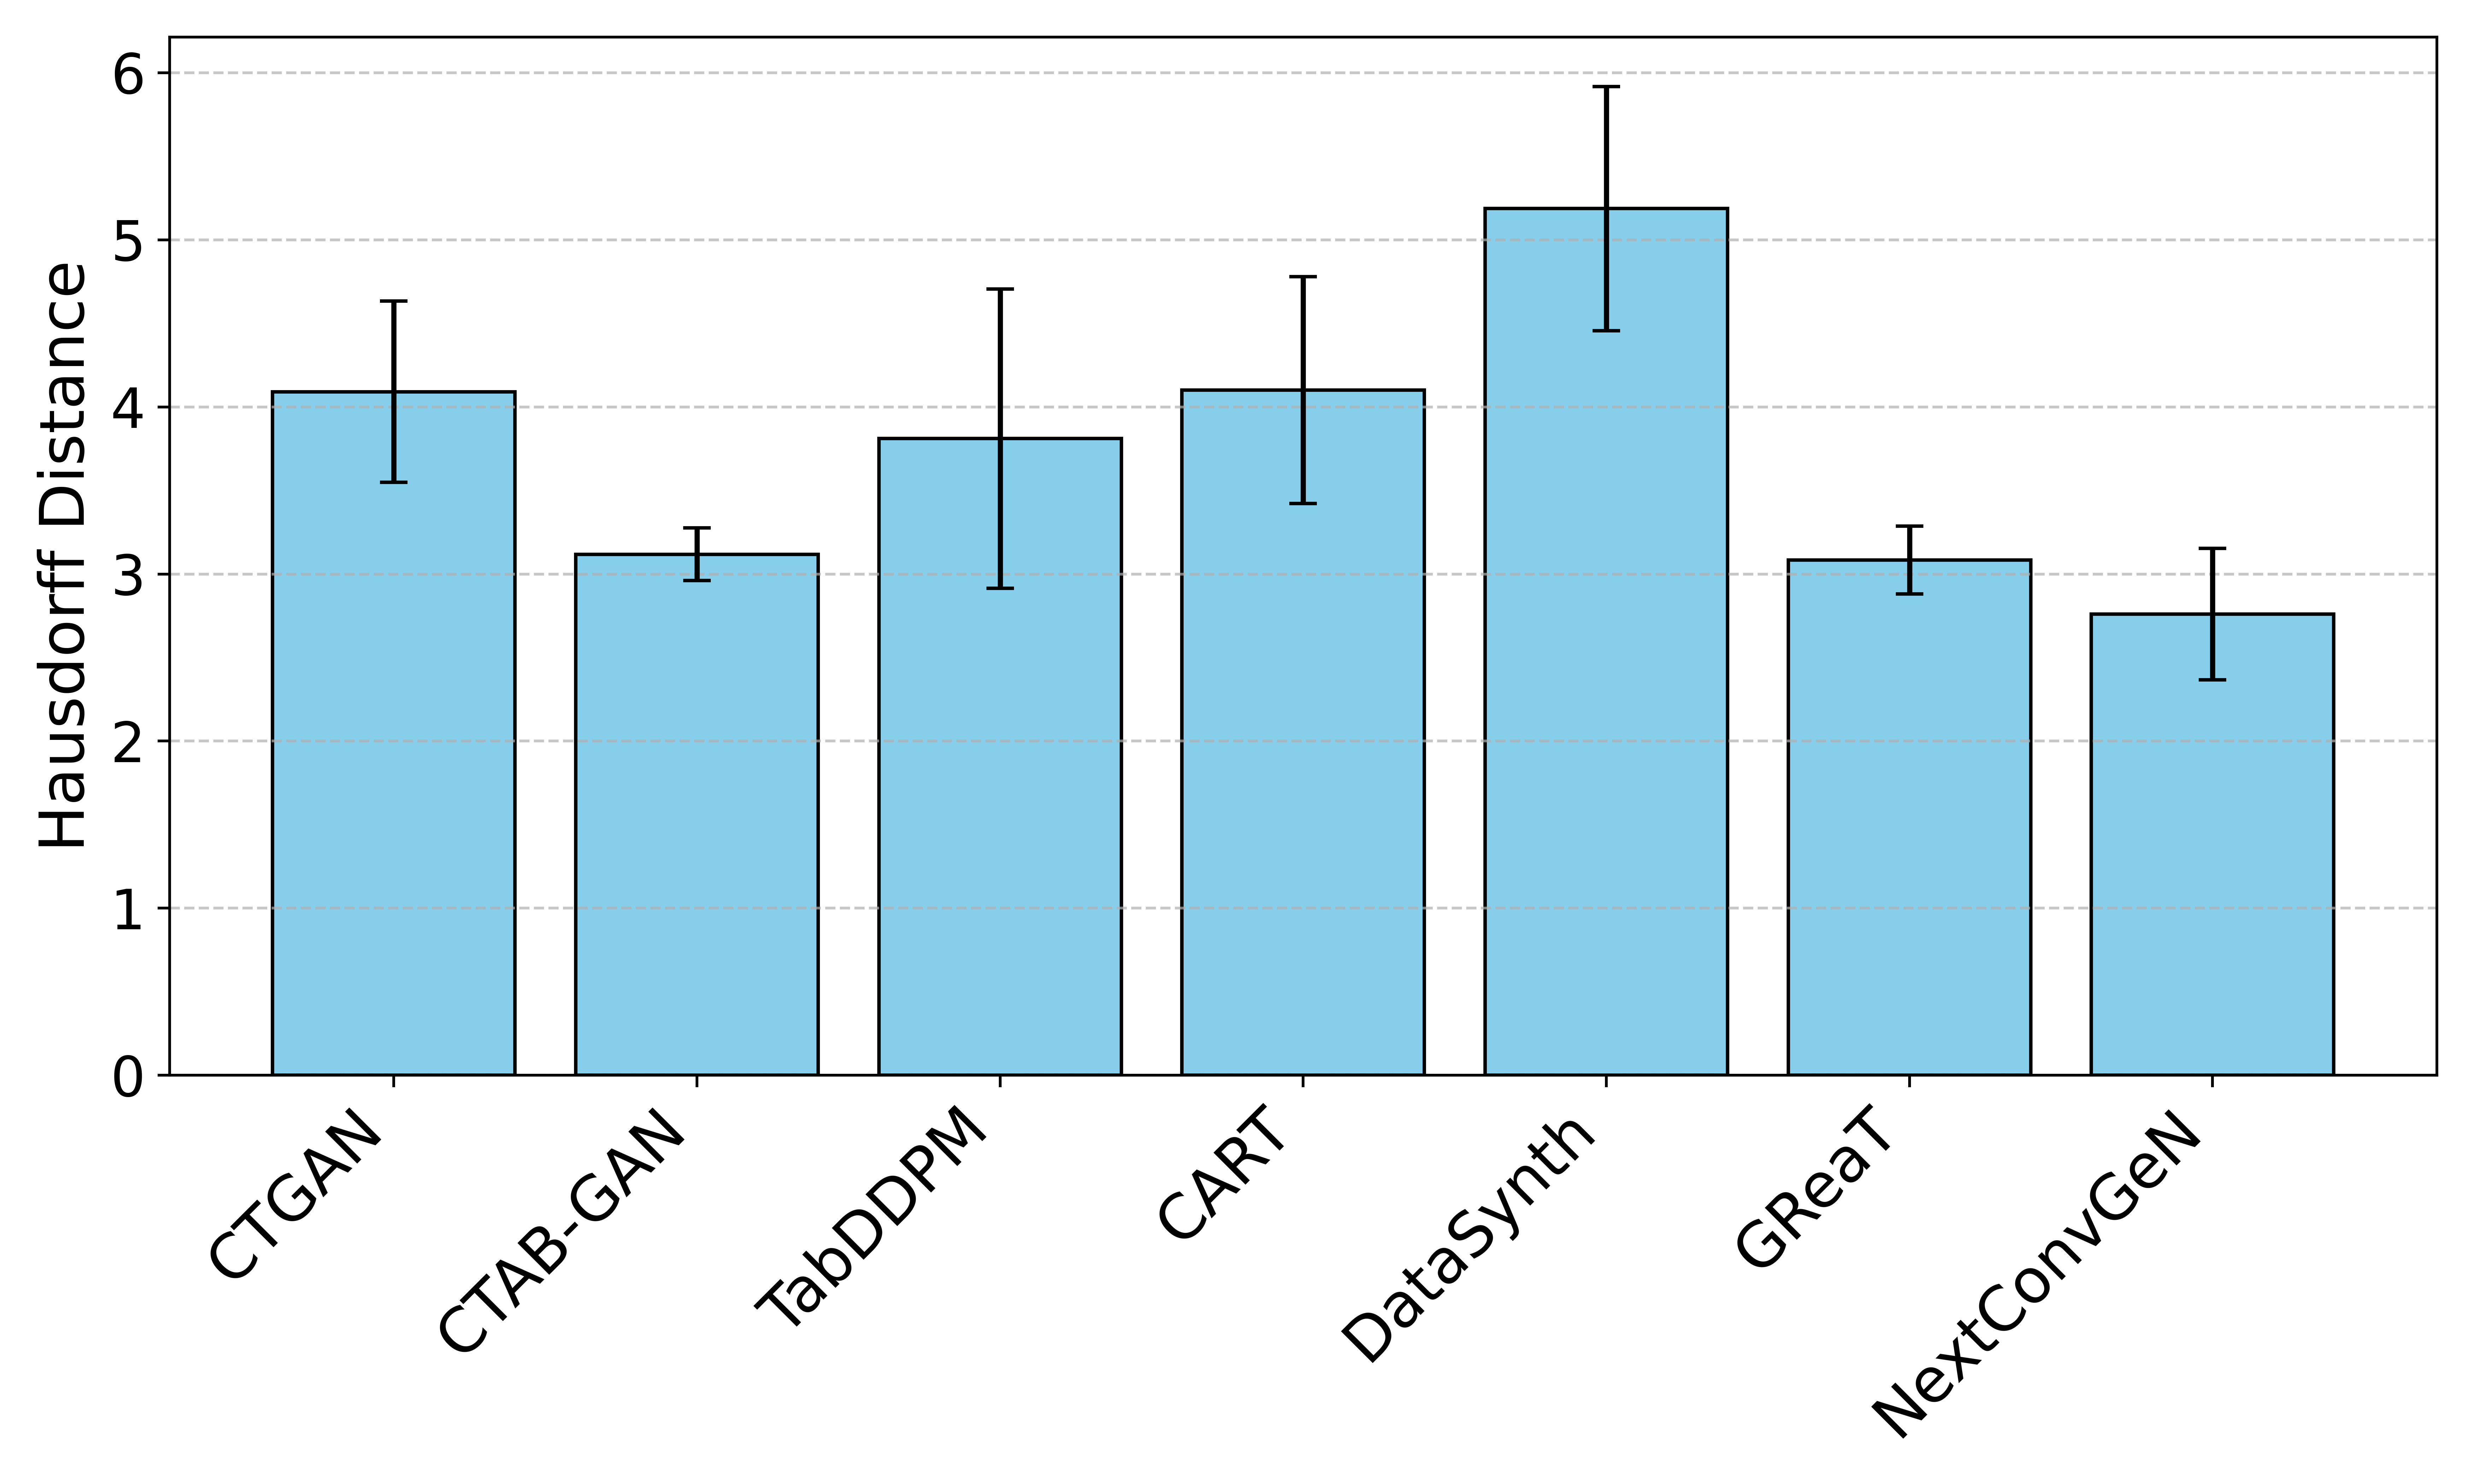 Hausdorff Distance
6
5
4
3
2
1
0
CTGAN
CTAB-GAN
TabDDPM
CART
DataSynth
GReaT
NextConvGeN